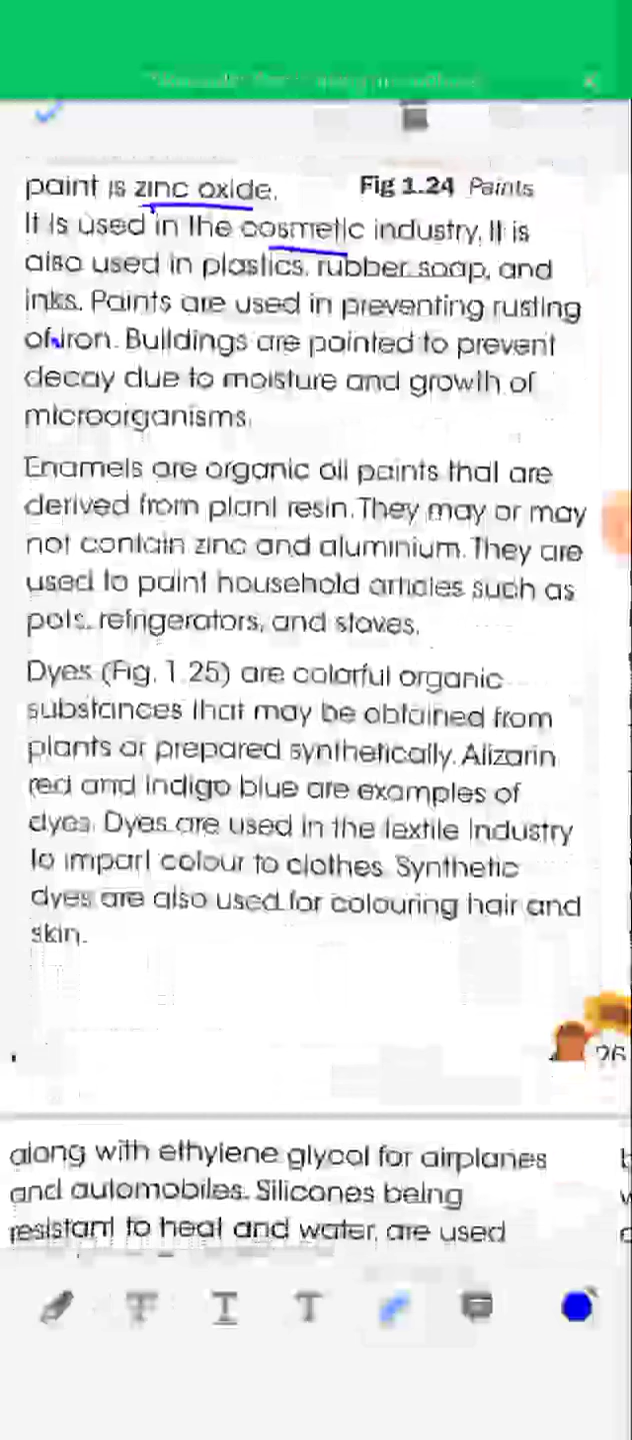 paint is zinc oxide.
Fig 1.24 Paints
It is used in the cosmetic industry. It is
also used in plastics, rubber, soap, and
inks. Paints are used in preventing rusting
of iron. Buildings are painted to prevent
decay due to moisture and growth of
microorganisms.
Enamels are organic oil paints that are
derived from plant resin. They may or may
not contain zinc and aluminium. They are
used to paint household articles such as
pots, refrigerators, and stoves.
Dyes (Fig. 1.25) are colorful organic
substances that may be obtained from
plants or prepared synthetically. Alizarin
red and Indigo blue are examples of
dyes. Dyes are used in the textile Industry
to impart colour to clothes. Synthetic
dyes are also used for colouring hair and
skin.
26
along with ethylene glycol for airplanes
and automobiles. Silicones being
resistant to heat and water, are used